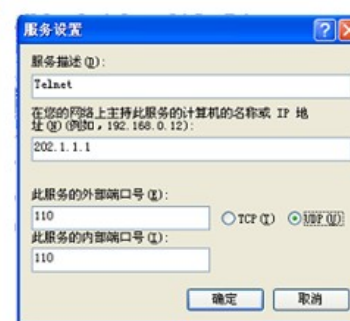 服务设置
服务描述(D):
Telnet
在您的网络上主持此服务的计算机的名称或 IP 地
址(N)(例如，192.168.0.12):
202.1.1.1
此服务的外部端口号(E):
110
TCP(T) UDP(U)
此服务的内部端口号(I):
110
确定 取消